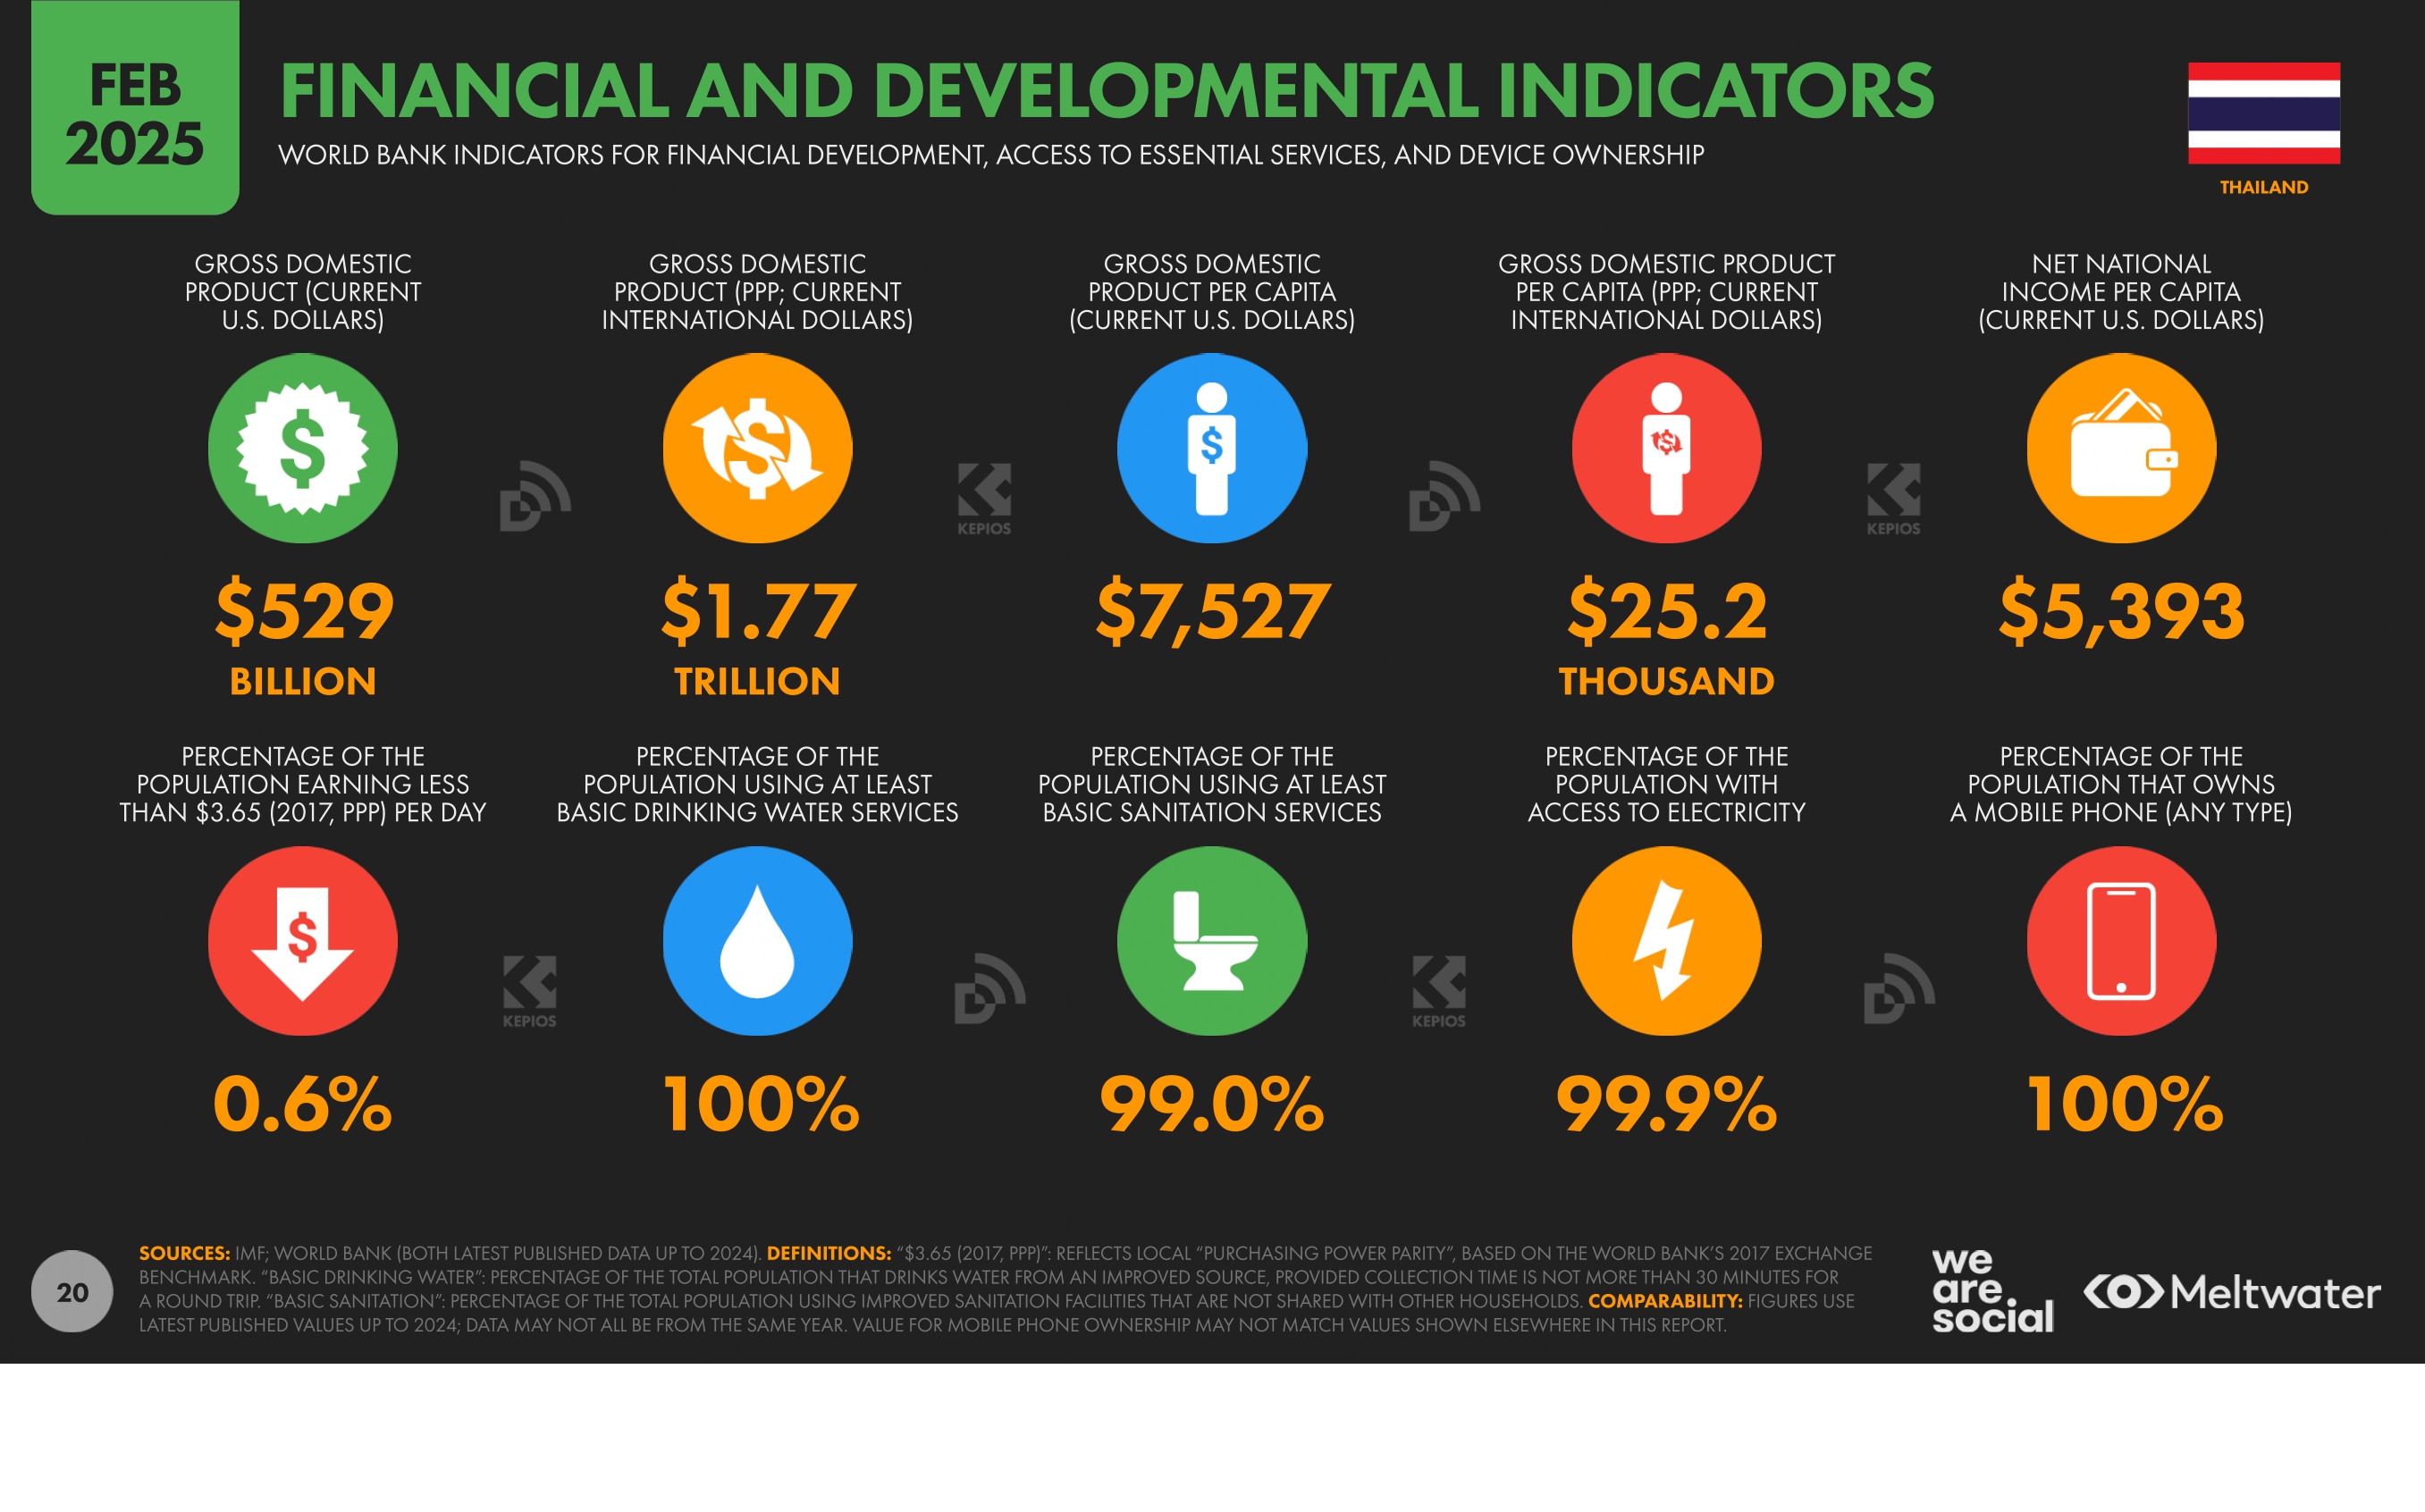 FEB
2025
FINANCIAL AND DEVELOPMENTAL INDICATORS
WORLD BANK INDICATORS FOR FINANCIAL DEVELOPMENT, ACCESS TO ESSENTIAL SERVICES, AND DEVICE OWNERSHIP
THAILAND
GROSS DOMESTIC
PRODUCT (CURRENT
U.S. DOLLARS)
$
$529
BILLION
GROSS DOMESTIC
PRODUCT (PPP; CURRENT
INTERNATIONAL DOLLARS)
$
$1.77
TRILLION
GROSS DOMESTIC
PRODUCT PER CAPITA
(CURRENT U.S. DOLLARS)
$
$7,527
GROSS DOMESTIC PRODUCT
PER CAPITA (PPP; CURRENT
INTERNATIONAL DOLLARS)
$
$25.2
THOUSAND
NET NATIONAL
INCOME PER CAPITA
(CURRENT U.S. DOLLARS)
$5,393
KEPIOS
KEPIOS
PERCENTAGE OF THE
POPULATION EARNING LESS
THAN $3.65 (2017, PPP) PER DAY
$
0.6%
PERCENTAGE OF THE
POPULATION USING AT LEAST
BASIC DRINKING WATER SERVICES
100%
PERCENTAGE OF THE
POPULATION USING AT LEAST
BASIC SANITATION SERVICES
99.0%
PERCENTAGE OF THE
POPULATION WITH
ACCESS TO ELECTRICITY
99.9%
PERCENTAGE OF THE
POPULATION THAT OWNS
A MOBILE PHONE (ANY TYPE)
100%
KEPIOS
KEPIOS
20
SOURCES: IMF; WORLD BANK (BOTH LATEST PUBLISHED DATA UP TO 2024). DEFINITIONS: “$3.65 (2017, PPP)”: REFLECTS LOCAL “PURCHASING POWER PARITY”, BASED ON THE WORLD BANK’S 2017 EXCHANGE
BENCHMARK. “BASIC DRINKING WATER”: PERCENTAGE OF THE TOTAL POPULATION THAT DRINKS WATER FROM AN IMPROVED SOURCE, PROVIDED COLLECTION TIME IS NOT MORE THAN 30 MINUTES FOR
A ROUND TRIP. “BASIC SANITATION”: PERCENTAGE OF THE TOTAL POPULATION USING IMPROVED SANITATION FACILITIES THAT ARE NOT SHARED WITH OTHER HOUSEHOLDS. COMPARABILITY: FIGURES USE
LATEST PUBLISHED VALUES UP TO 2024; DATA MAY NOT ALL BE FROM THE SAME YEAR. VALUE FOR MOBILE PHONE OWNERSHIP MAY NOT MATCH VALUES SHOWN ELSEWHERE IN THIS REPORT.
we
are.
social
Meltwater